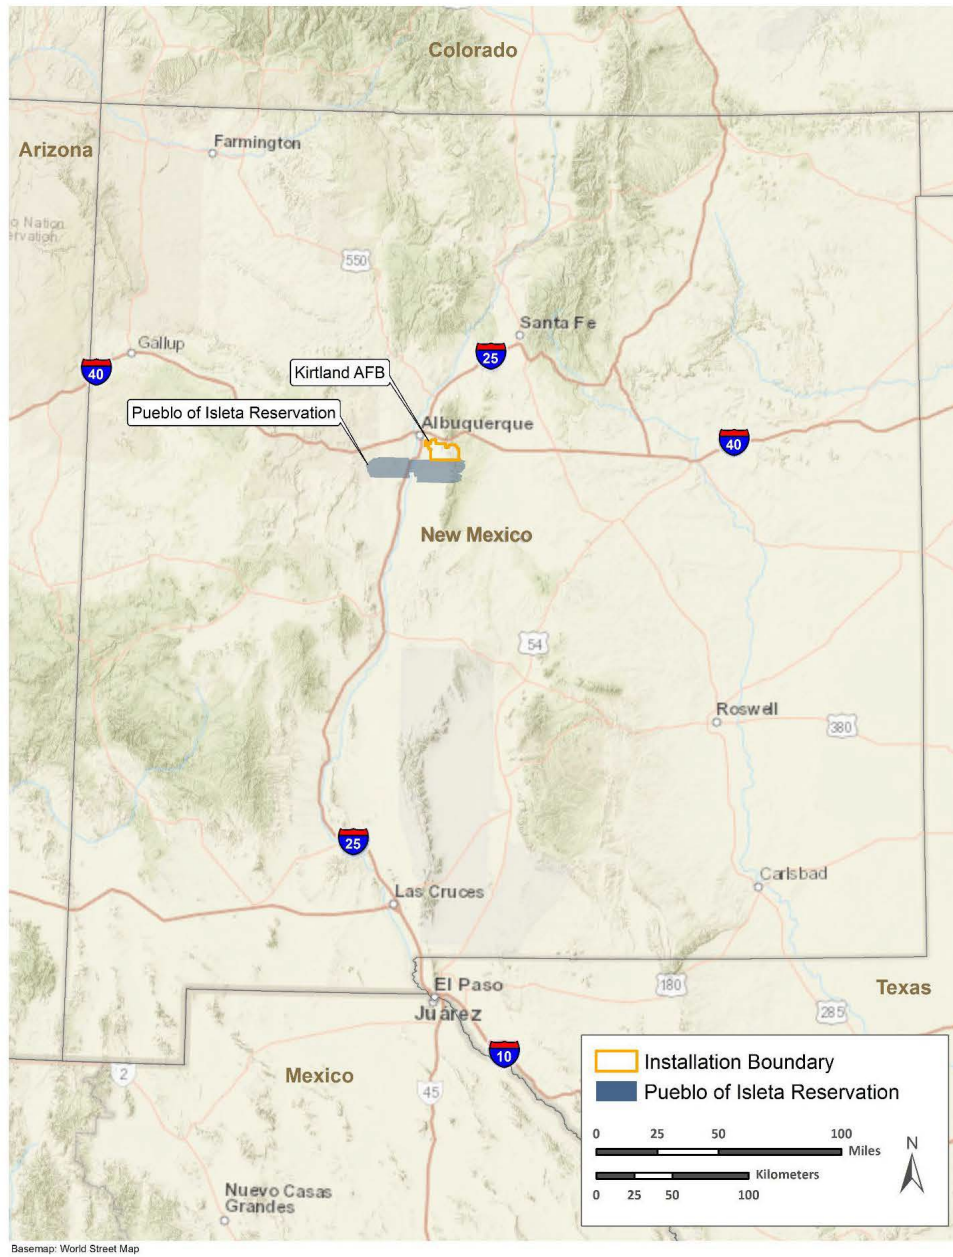 Colorado
Arizona
Farmington
o Nation
ervation
550
Santa Fe
Gallup
25
40
Kirtland AFB
Pueblo of Isleta Reservation
Albuquerque
40
New Mexico
54
Roswell
380
25
Carlsbad
Las Cruces
El Paso
180
Texas
Juárez
285
10
Mexico
2
45
Installation Boundary
Pueblo of Isleta Reservation
0 25 50 100
Miles
Kilometers
0 25 50 100
N
Nuevo Casas
Grandes
Basemap: World Street Map